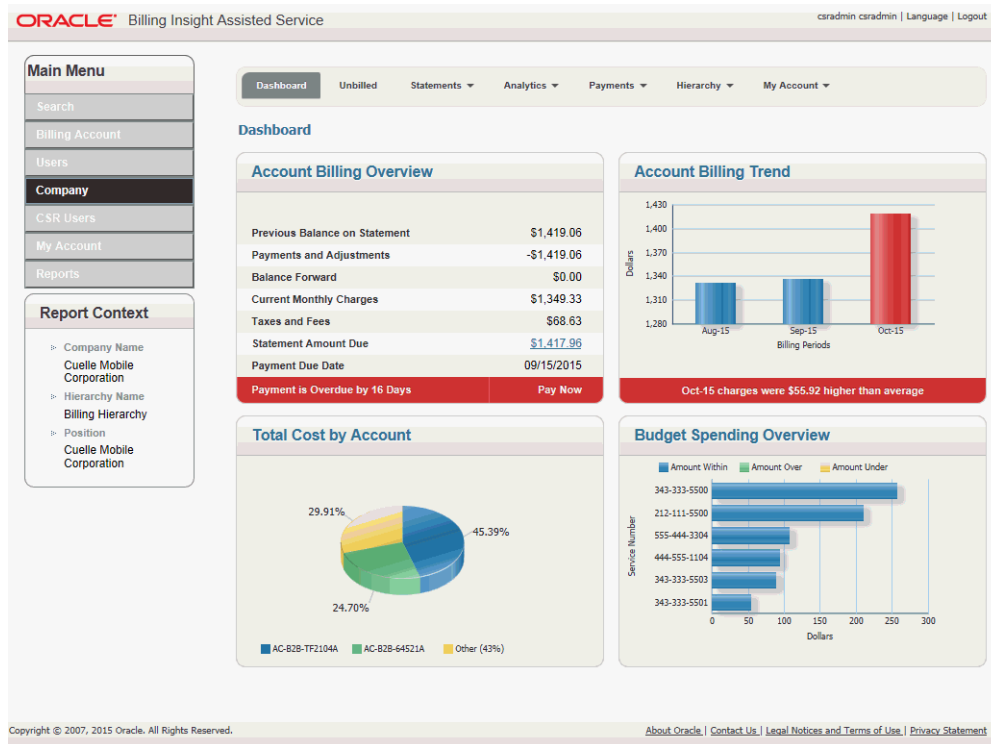 ORACLE® Billing Insight Assisted Service
csradmin csradmin | Language | Logout
Main Menu
Search
Billing Account
Users
Company
CSR Users
My Account
Reports
Report Context
Company Name
Cuelle Mobile
Corporation
Hierarchy Name
Billing Hierarchy
Position
Cuelle Mobile
Corporation
Dashboard Unbilled Statements Analytics Payments Hierarchy My Account
Dashboard
Account Billing Overview
Previous Balance on Statement $1,419.06
Payments and Adjustments -$1,419.06
Balance Forward $0.00
Current Monthly Charges $1,349.33
Taxes and Fees $68.63
Statement Amount Due $1,417.96
Payment Due Date 09/15/2015
Payment is Overdue by 16 Days Pay Now
Account Billing Trend
1,430
1,400
1,370
1,340
1,310
1,280
Dollars
Aug-15 Sep-15 Oct-15
Billing Periods
Oct-15 charges were $55.92 higher than average
Total Cost by Account
29.91%
45.39%
24.70%
AC-B2B-TF2104A AC-B2B-64521A Other (43%)
Budget Spending Overview
Amount Within Amount Over Amount Under
Service Number
343-333-5500
212-111-5500
555-444-3304
444-555-1104
343-333-5503
343-333-5501
0 50 100 150 200 250 300
Dollars
Copyright © 2007, 2015 Oracle. All Rights Reserved.
About Oracle | Contact Us | Legal Notices and Terms of Use | Privacy Statement